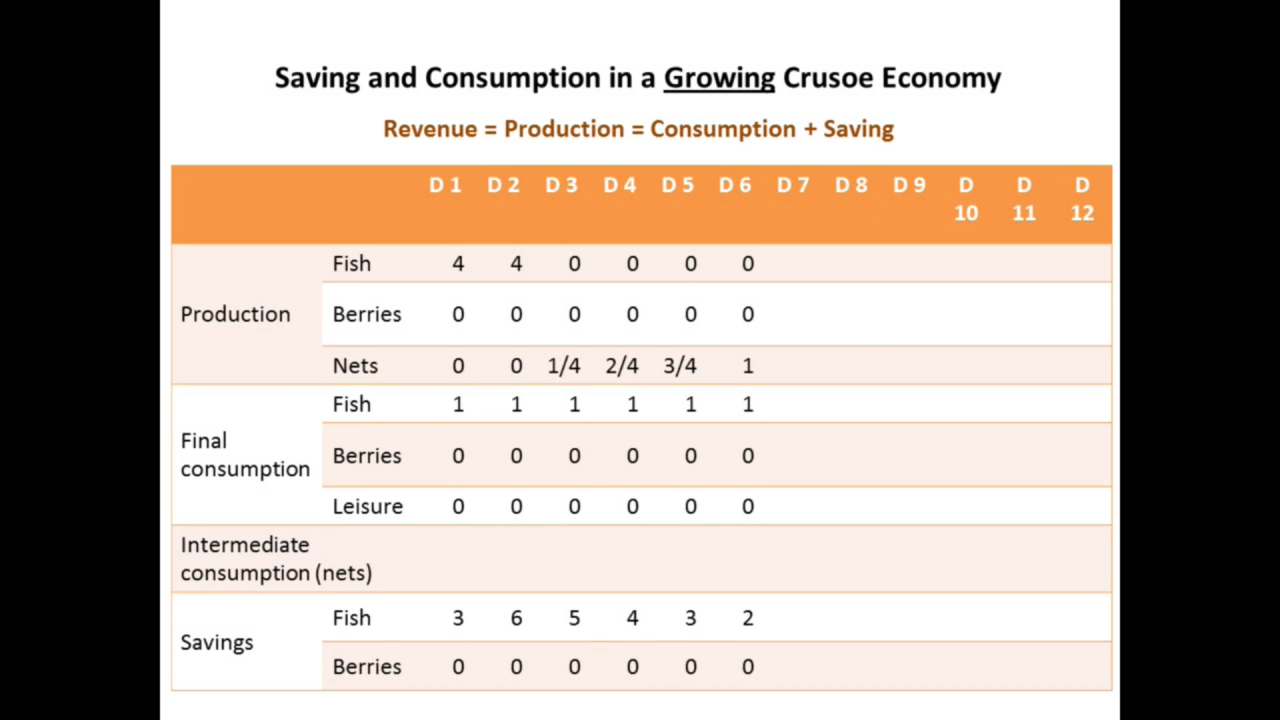 Saving and Consumption in a Growing Crusoe Economy
Revenue = Production = Consumption + Saving
D 1 D 2 D 3 D 4 D 5 D 6 D 7 D 8 D 9 D 10 D 11 D 12
Production
Fish 4 4 0 0 0 0
Berries 0 0 0 0 0 0
Nets 0 0 1/4 2/4 3/4 1
Final consumption
Fish 1 1 1 1 1 1
Berries 0 0 0 0 0 0
Leisure 0 0 0 0 0 0
Intermediate
consumption (nets)
Savings
Fish 3 6 5 4 3 2
Berries 0 0 0 0 0 0